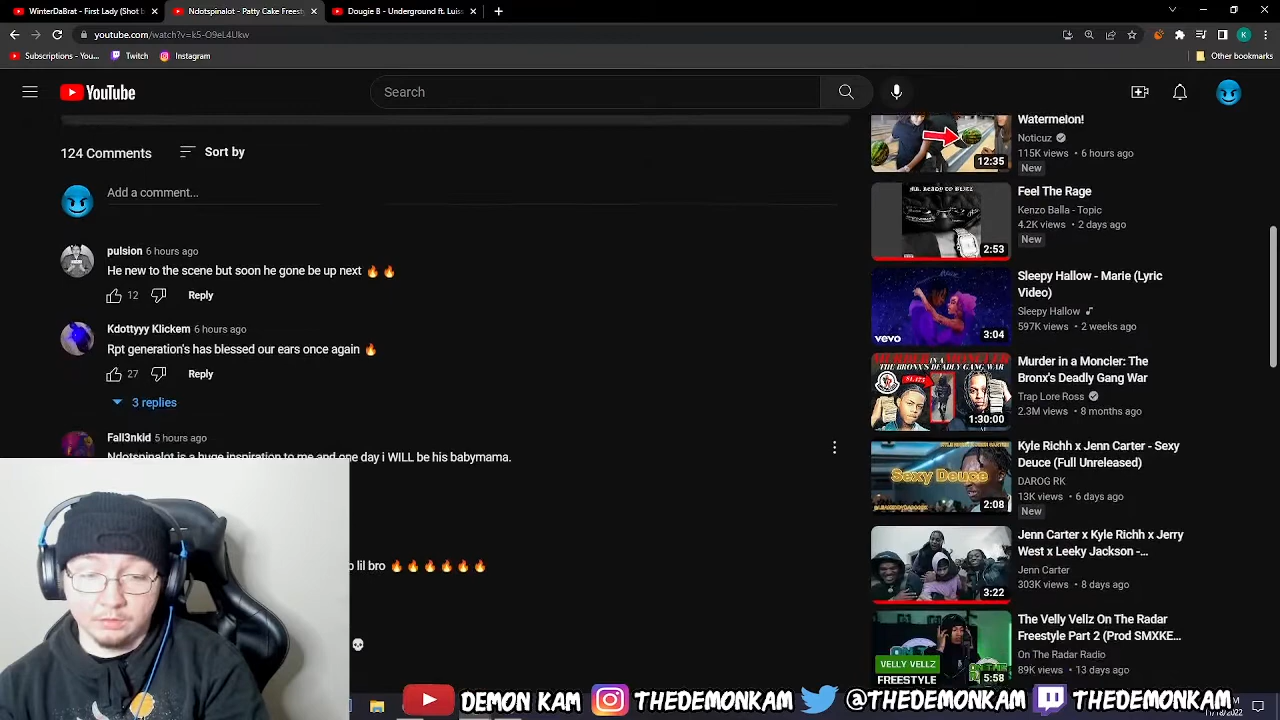 WinterDaBrat - First Lady (Shot b
Ndotspinalot - Patty Cake Freest
Dougie B - Underground ft. Luis
youtube.com/watch?v=k5-O9eL4Ukw
Subscriptions - You...
Twitch
Instagram
Other bookmarks
K
YouTube
Search
124 Comments
Sort by
Add a comment...
pulsion 6 hours ago
He new to the scene but soon he gone be up next 🔥🔥
12
Reply
Kdottyyy Klickem 6 hours ago
Rpt generation's has blessed our ears once again 🔥
27
Reply
3 replies
Fall3nkid 5 hours ago
Ndotspinalot is a huge inspiration to me and one day i WILL be his babymama.
o lil bro 🔥🔥🔥🔥🔥🔥
💀
Watermelon!
Noticuz
115K views • 6 hours ago
New
12:35
Feel The Rage
Kenzo Balla - Topic
4.2K views • 2 days ago
New
2:53
Sleepy Hallow - Marie (Lyric
Video)
Sleepy Hallow
597K views • 2 weeks ago
vevo
3:04
Murder in a Moncler: The
Bronx's Deadly Gang War
Trap Lore Ross
2.3M views • 8 months ago
MURDER IN A MONCLER:
THE BRONX'S DEADLY GANG WAR
$1,475
1:30:00
Kyle Richh x Jenn Carter - Sexy
Deuce (Full Unreleased)
DAROG RK
13K views • 6 days ago
New
Sexy Deuce
2:08
Jenn Carter x Kyle Richh x Jerry
West x Leeky Jackson -...
Jenn Carter
303K views • 8 days ago
3:22
The Velly Vellz On The Radar
Freestyle Part 2 (Prod SMXKE...
On The Radar Radio
89K views • 13 days ago
VELLY VELLZ
FREESTYLE
5:58
DEMON KAM
THEDEMONKAM
@THEDEMONKAM
THEDEMONKAM